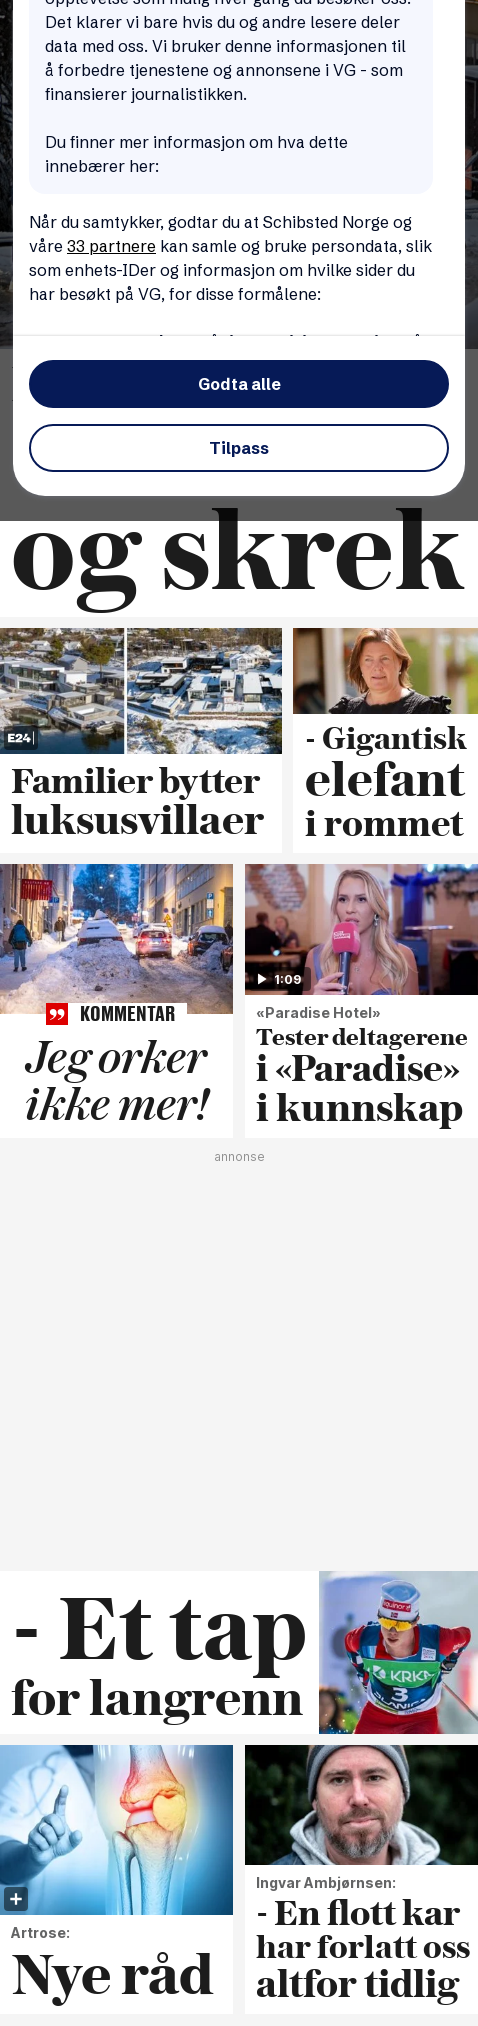 Det klarer vi bare hvis du og andre lesere deler
data med oss. Vi bruker denne informasjonen til
å forbedre tjenestene og annonsene i VG - som
finansierer journalistikken.
Du finner mer informasjon om hva dette
innebærer her:
Når du samtykker, godtar du at Schibsted Norge og
våre 33 partnere kan samle og bruke persondata, slik
som enhets-IDer og informasjon om hvilke sider du
har besøkt på VG, for disse formålene:
Godta alle
Tilpass
og skrek
E24
Familier bytter
luksusvillaer
- Gigantisk
elefant
i rommet
KOMMENTAR
Jeg orker
ikke mer!
1:09
«Paradise Hotel»
Tester deltagerene
i «Paradise»
i kunnskap
annonse
- Et tap
for langrenn
equinor
KRKA
3
Artrose:
Nye råd
Ingvar Ambjørnsen:
- En flott kar
har forlatt oss
altfor tidlig